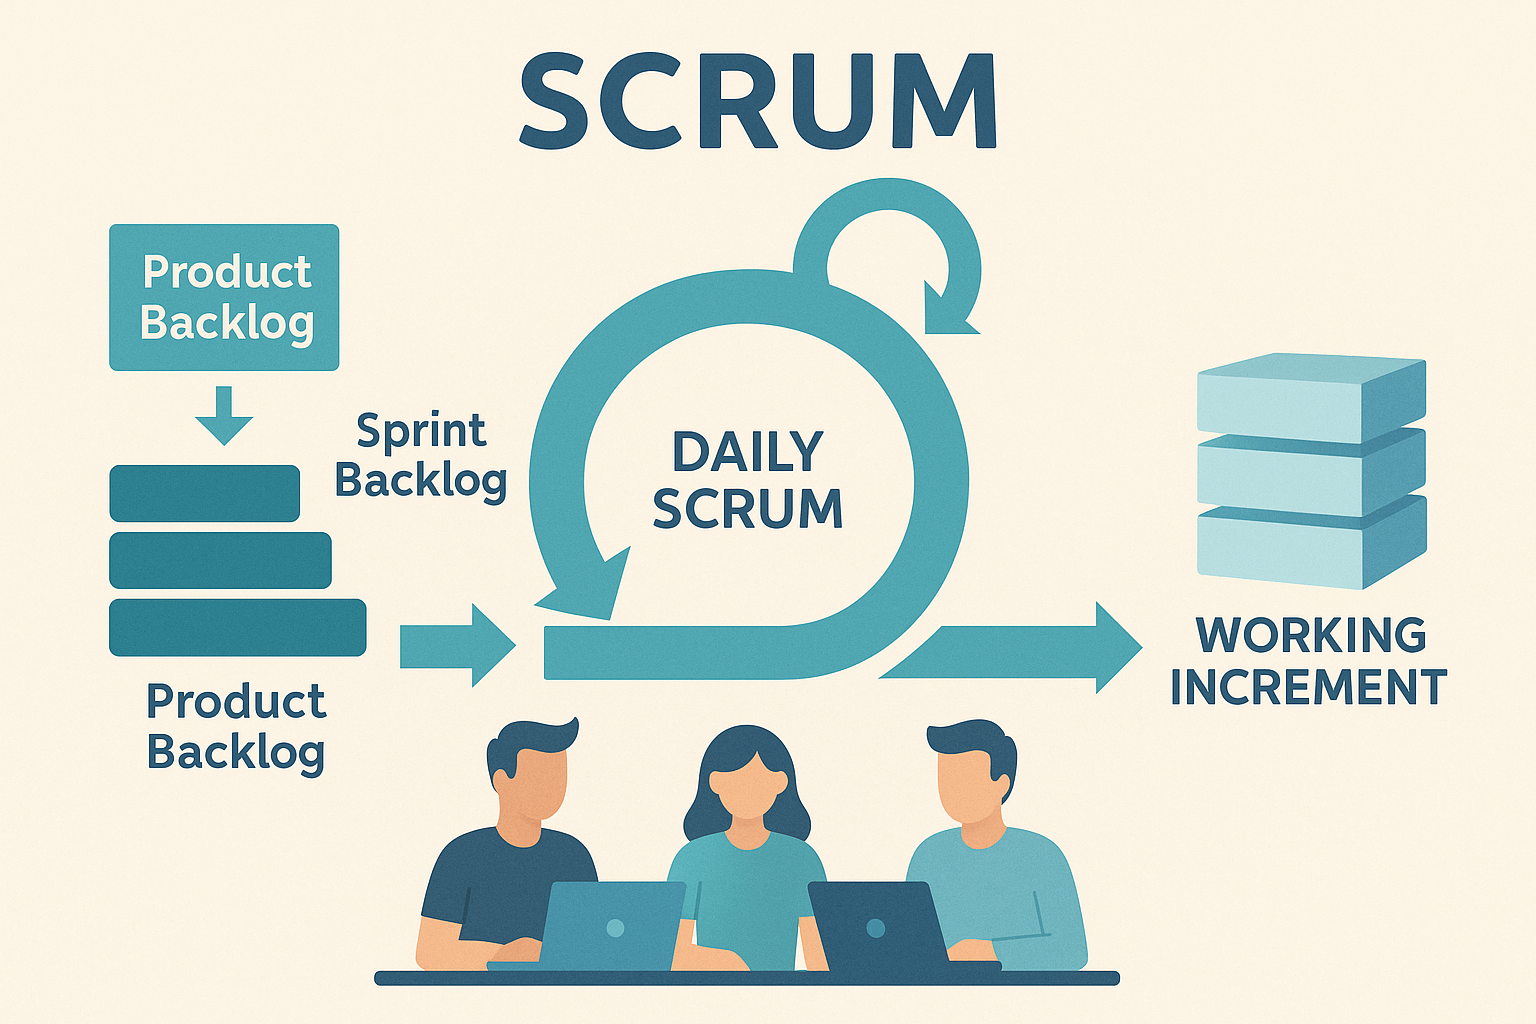 SCRUM
Product
Backlog
Sprint
Backlog
DAILY
SCRUM
Product
Backlog
WORKING
INCREMENT